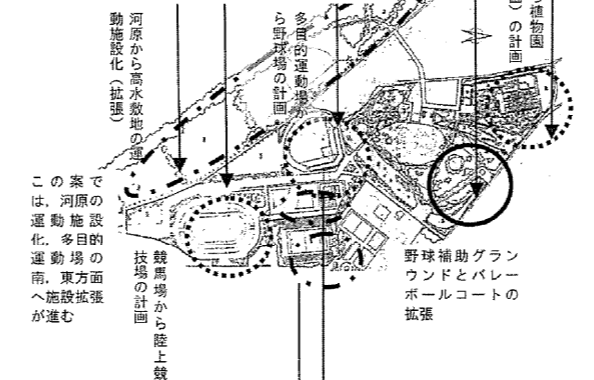 植物園
）の計画
多目的運動場
ら野球場の計画
河原から高水敷地の運
動施設化（拡張）
この案で
は，河原の
運動施設
化，多目的
運動場の
南，東方面
へ施設拡張
が進む
競馬場から陸上競
技場の計画
野球補助グラン
ウンドとバレー
ボールコートの
拡張